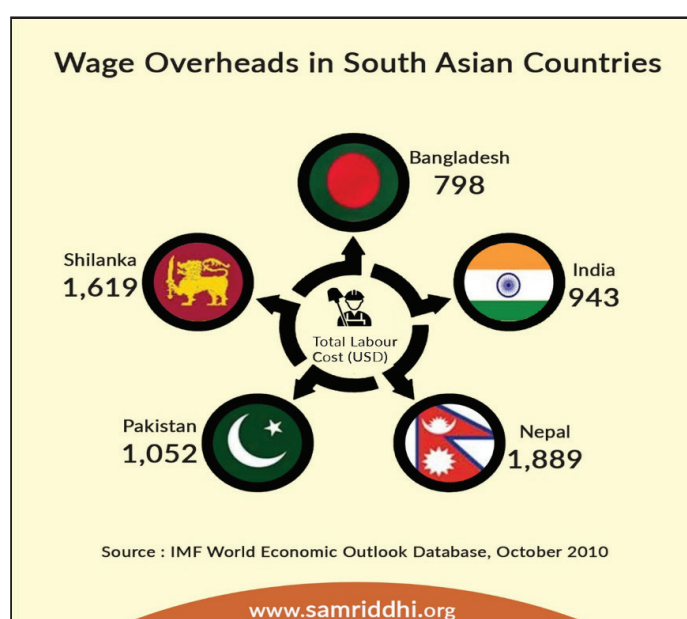 Wage Overheads in South Asian Countries
Bangladesh
798
Shilanka
1,619
India
943
Total Labour
Cost (USD)
Pakistan
1,052
Nepal
1,889
Source : IMF World Economic Outlook Database, October 2010
www.samriddhi.org